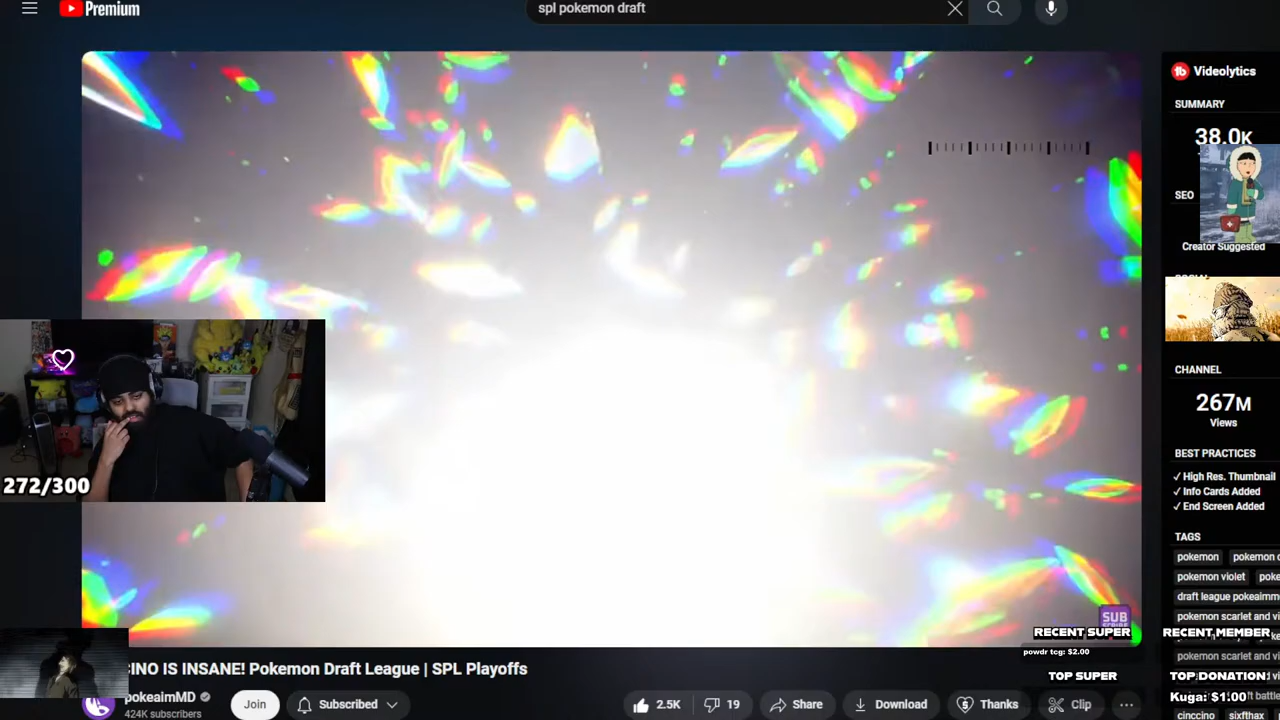 Premium
spl pokemon draft
Videolytics
SUMMARY
38.0K
SEO
Creator Suggested
CHANNEL
267M
Views
BEST PRACTICES
✓ High Res. Thumbnail
✓ Info Cards Added
✓ End Screen Added
TAGS
pokemon
pokemon violet
draft league pokeaimm
pokemon scarlet and vi
pokemon scarlet and vi
cinccino
sixfthax
272/300
SUB
RECENT SUPER
powdr tcg: $2.00
TOP SUPER
RECENT MEMBER
TOP DONATION:
Kuga: $1.00
INO IS INSANE! Pokemon Draft League | SPL Playoffs
pokeaimMD
424K subscribers
Join
Subscribed
2.5K
19
Share
Download
Thanks
Clip